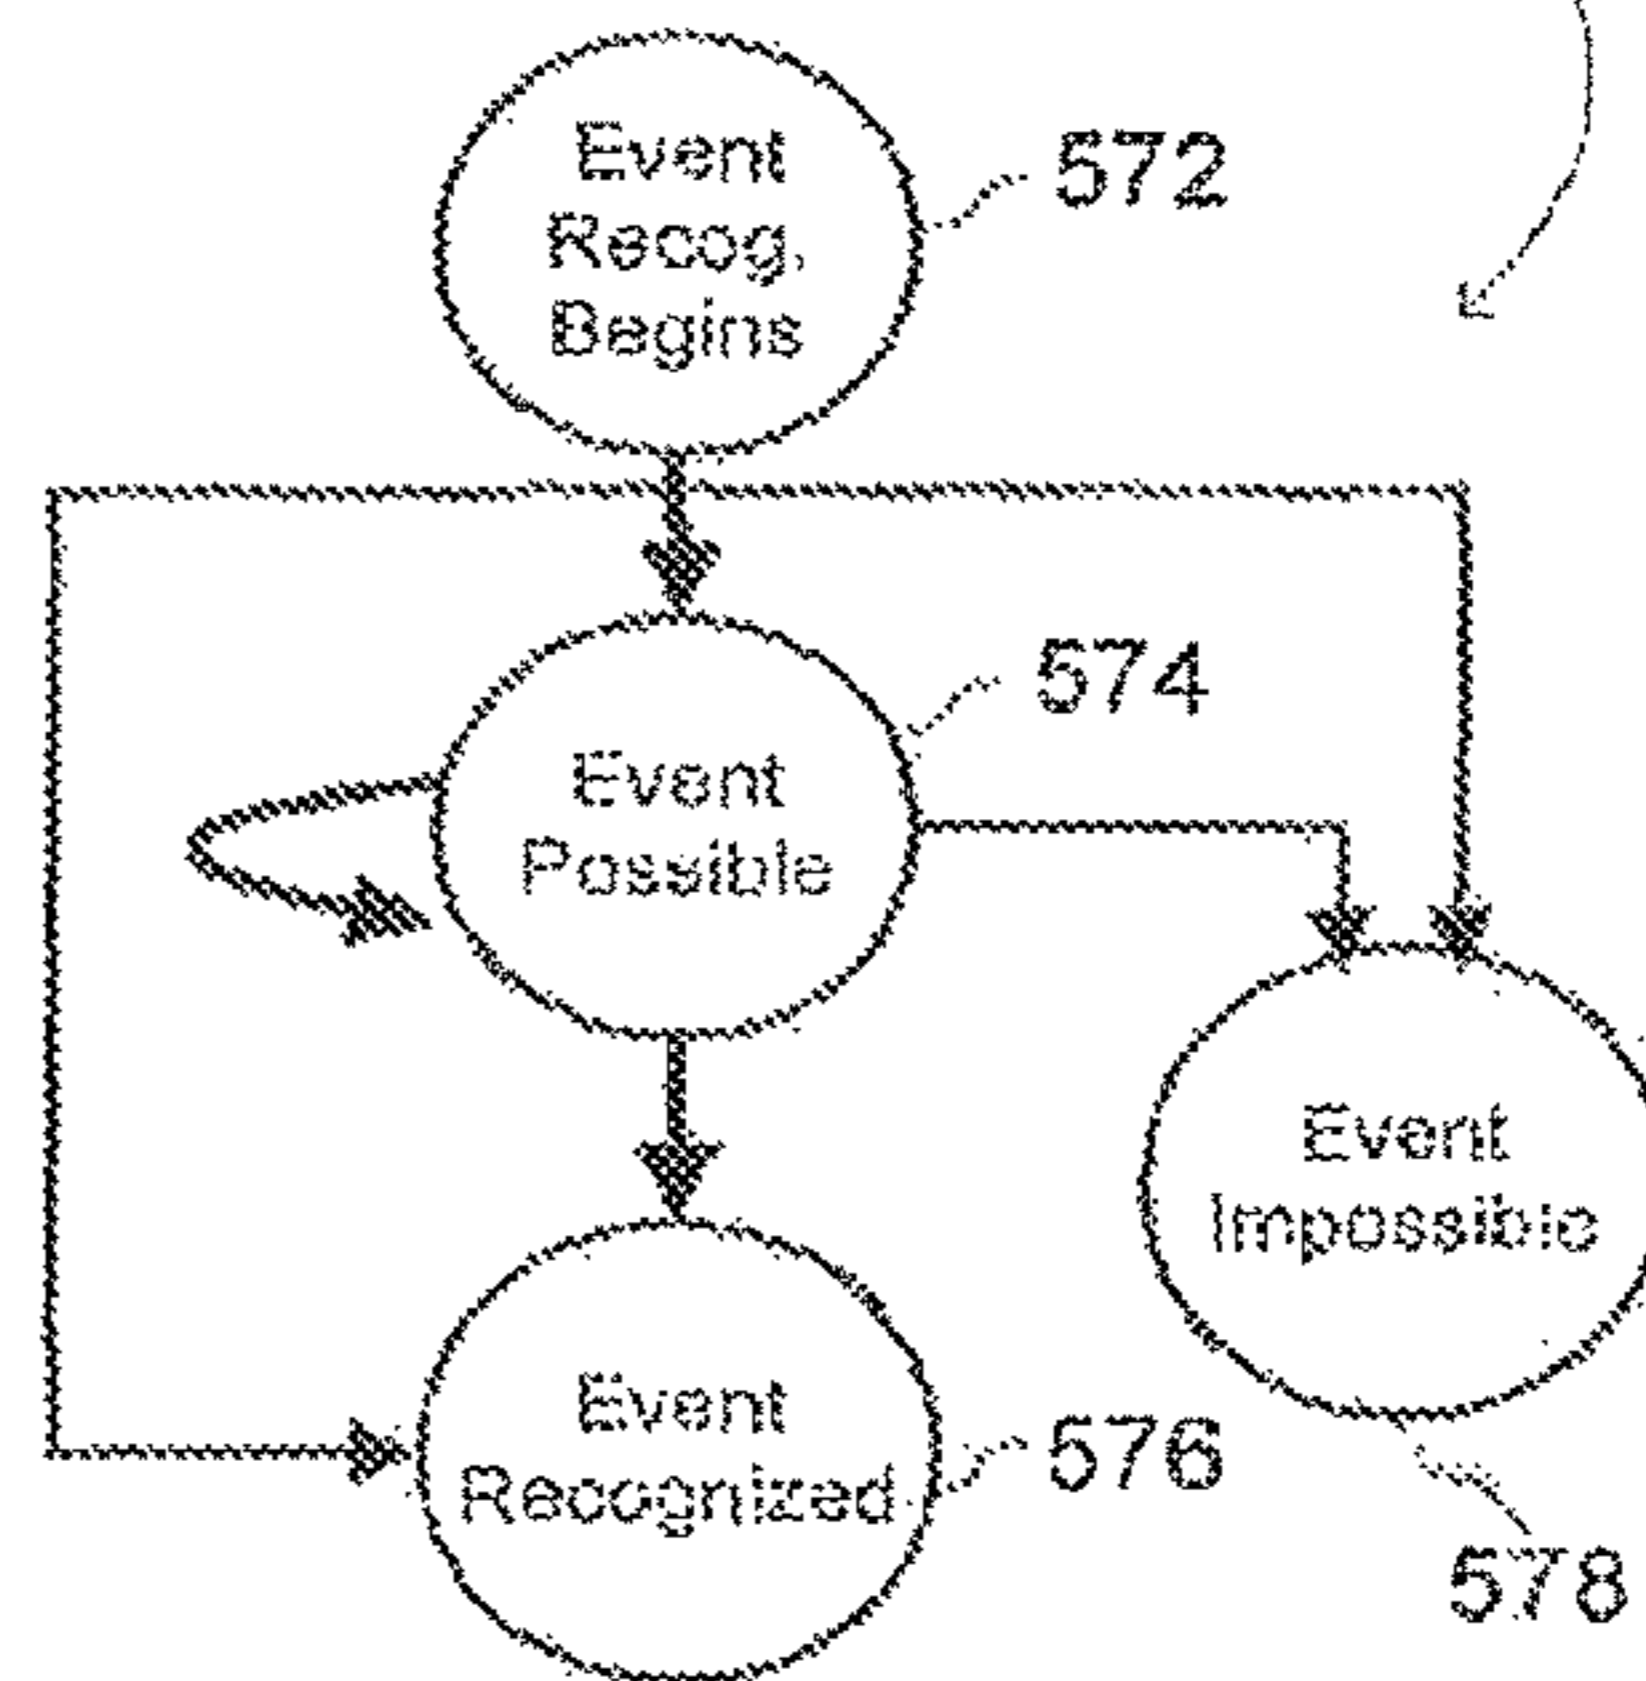 Event
Recog.
Begins
572
574
Event
Possible
Event
Impossible
Event
Recognized
576
578